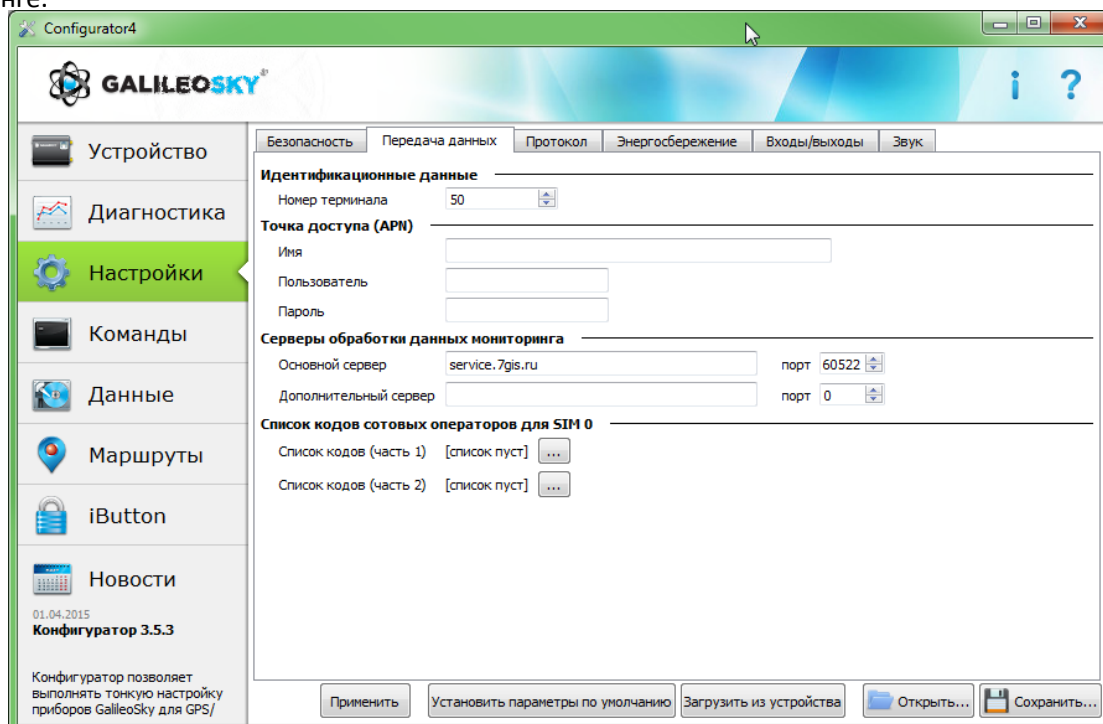 нге.
Configurator4
GALILEOSKY®
i ?
Устройство
Диагностика
Настройки
Команды
Данные
Маршруты
iButton
Новости
01.04.2015
Конфигуратор 3.5.3
Конфигуратор позволяет
выполнять тонкую настройку
приборов GalileoSky для GPS/
Безопасность Передача данных Протокол Энергосбережение Входы/выходы Звук
Идентификационные данные
Номер терминала 50
Точка доступа (APN)
Имя
Пользователь
Пароль
Серверы обработки данных мониторинга
Основной сервер service.7gis.ru порт 60522
Дополнительный сервер порт 0
Список кодов сотовых операторов для SIM 0
Список кодов (часть 1) [список пуст] ...
Список кодов (часть 2) [список пуст] ...
Применить Установить параметры по умолчанию Загрузить из устройства Открыть... Сохранить...